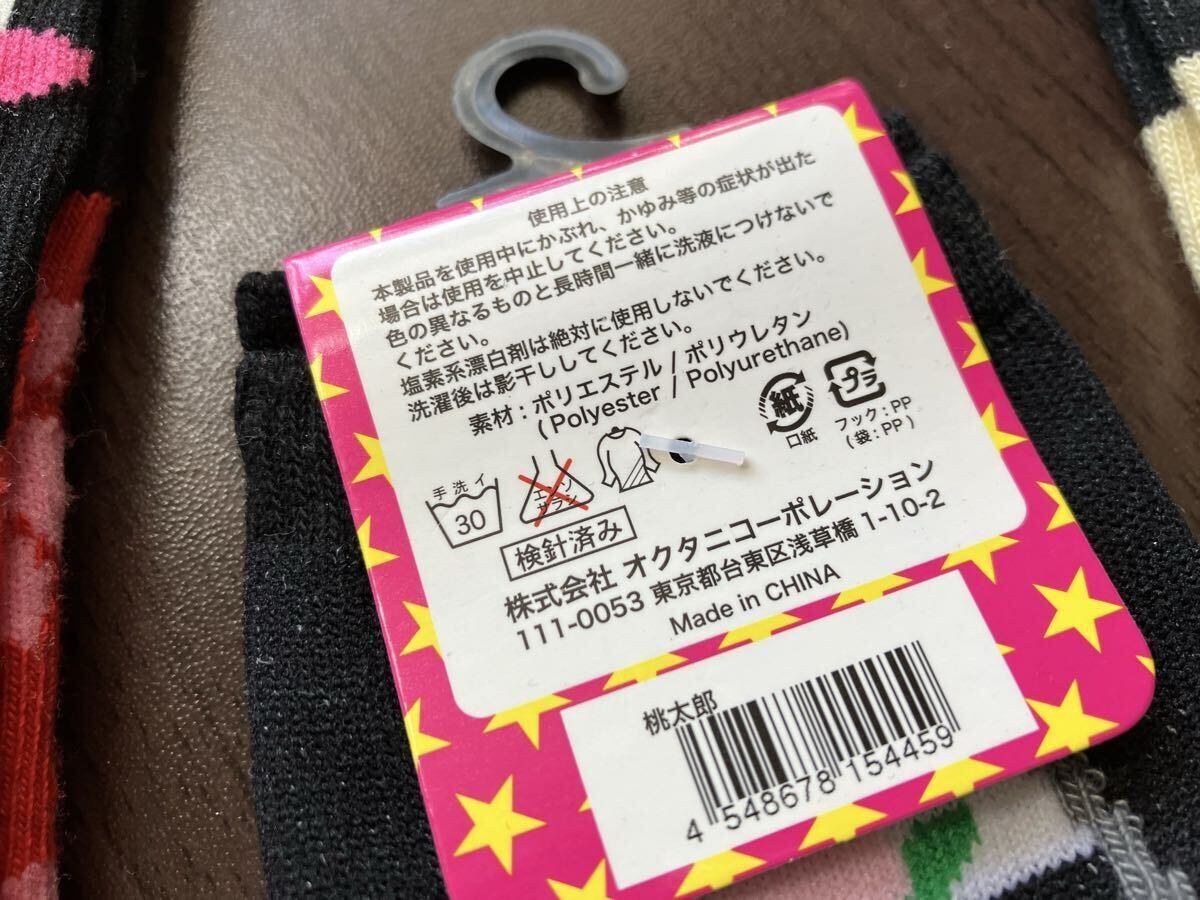 使用上の注意
本製品を使用中にかぶれ、かゆみ等の症状が出た
場合は使用を中止してください。
色の異なるものと長時間一緒に洗液につけないで
ください。
塩素系漂白剤は絶対に使用しないでください。
洗濯後は影干ししてください。
素材：ポリエステル / ポリウレタン
(Polyester / Polyurethane)
紙
口紙
プラ
フック：PP
(袋：PP)
手洗イ
30
エンソ
サラシ
検針済み
株式会社 オクタニコーポレーション
111-0053 東京都台東区浅草橋 1-10-2
Made in CHINA
桃太郎
4 548678 154459